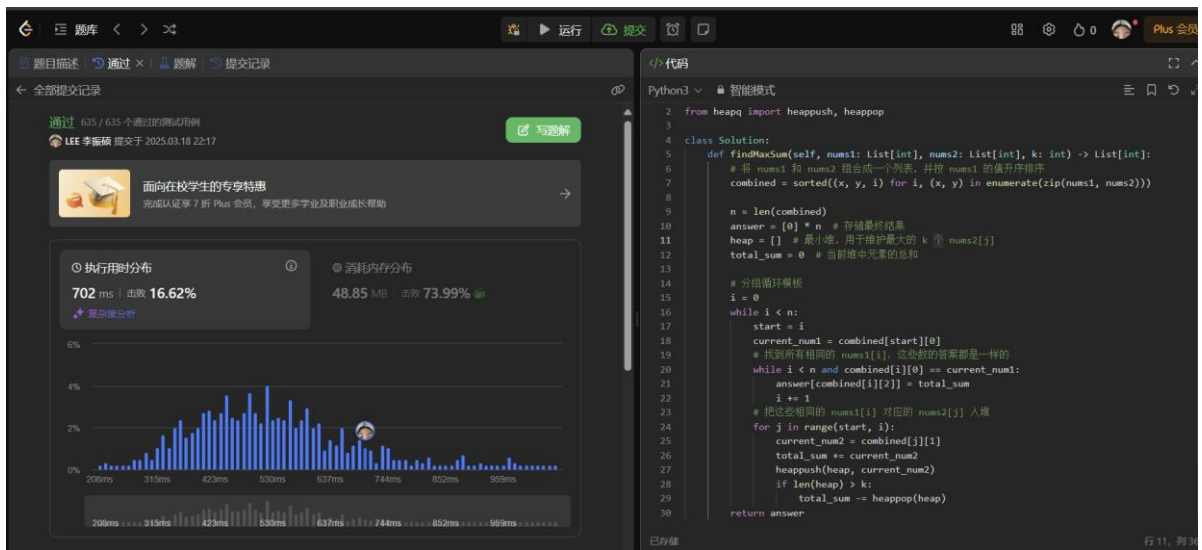 题库
运行
提交
0
Plus 会员
题目描述
通过
题解
提交记录
全部提交记录
通过 635 / 635 个通过的测试用例
LEE 李振硕 提交于 2025.03.18 22:17
写题解
面向在校学生的专享特惠
完成认证享 7 折 Plus 会员，享受更多学业及职业成长帮助
执行用时分布
702 ms 击败 16.62%
复杂度分析
消耗内存分布
48.85 MB 击败 73.99%
6%
4%
2%
0%
208ms 315ms 423ms 530ms 637ms 744ms 852ms 959ms
208ms 315ms 423ms 530ms 637ms 744ms 852ms 959ms
</>代码
Python3 智能模式
2 from heapq import heappush, heappop
3
4 class Solution:
5 def findMaxSum(self, nums1: List[int], nums2: List[int], k: int) -> List[int]:
6 # 将 nums1 和 nums2 组合成一个列表，并按 nums1 的值升序排序
7 combined = sorted((x, y, i) for i, (x, y) in enumerate(zip(nums1, nums2)))
8
9 n = len(combined)
10 answer = [0] * n # 存储最终结果
11 heap = [] # 最小堆，用于维护最大的 k 个 nums2[j]
12 total_sum = 0 # 当前堆中元素的总和
13
14 # 分组循环模板
15 i = 0
16 while i < n:
17 start = i
18 current_num1 = combined[start][0]
19 # 找到所有相同的 nums1[i]，这些数的答案都是一样的
20 while i < n and combined[i][0] == current_num1:
21 answer[combined[i][2]] = total_sum
22 i += 1
23 # 把这些相同的 nums1[i] 对应的 nums2[j] 入堆
24 for j in range(start, i):
25 current_num2 = combined[j][1]
26 total_sum += current_num2
27 heappush(heap, current_num2)
28 if len(heap) > k:
29 total_sum -= heappop(heap)
30 return answer
已存储
行 11, 列 36